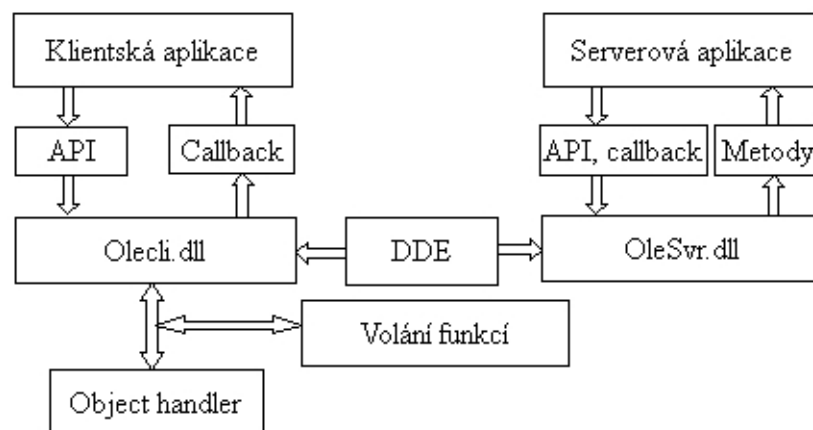 Klientská aplikace
Serverová aplikace
API
Callback
API, callback
Metody
Olecli.dll
DDE
OleSvr.dll
Volání funkcí
Object handler